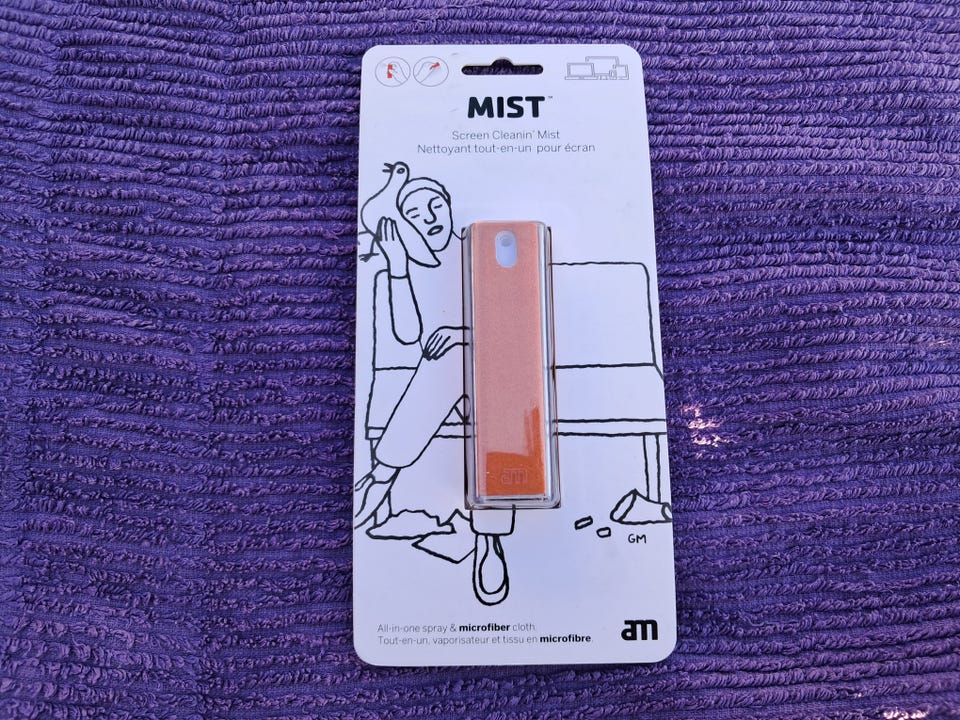 MIST™
Screen Cleanin' Mist
Nettoyant tout-en-un pour écran
am
GM
All-in-one spray & microfiber cloth.
Tout-en-un, vaporisateur et tissu en microfibre.
am